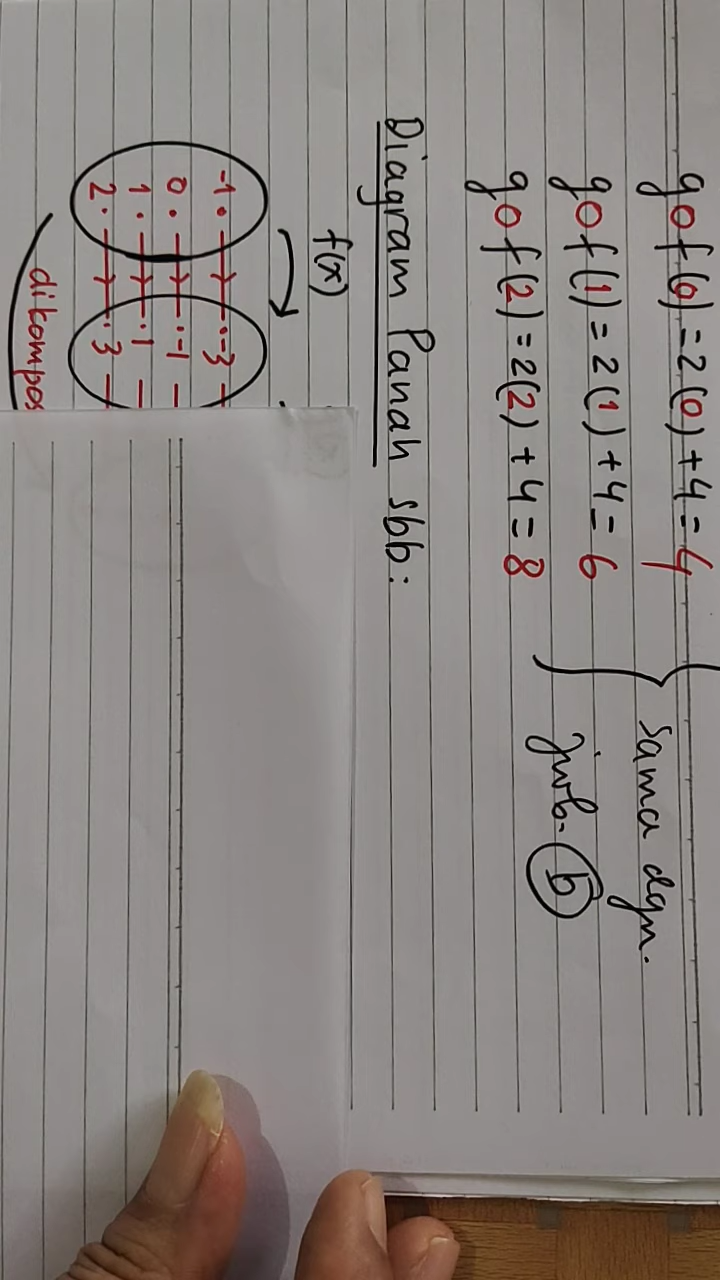 gof(0) = 2(0) + 4 = 4
gof(1) = 2(1) + 4 = 6
gof(2) = 2(2) + 4 = 8
sama dgn.
jwb. b
Diagram Panah sbb:
f(x)
-1 . . -3
0 . . -1
1 . . 1
2 . . 3